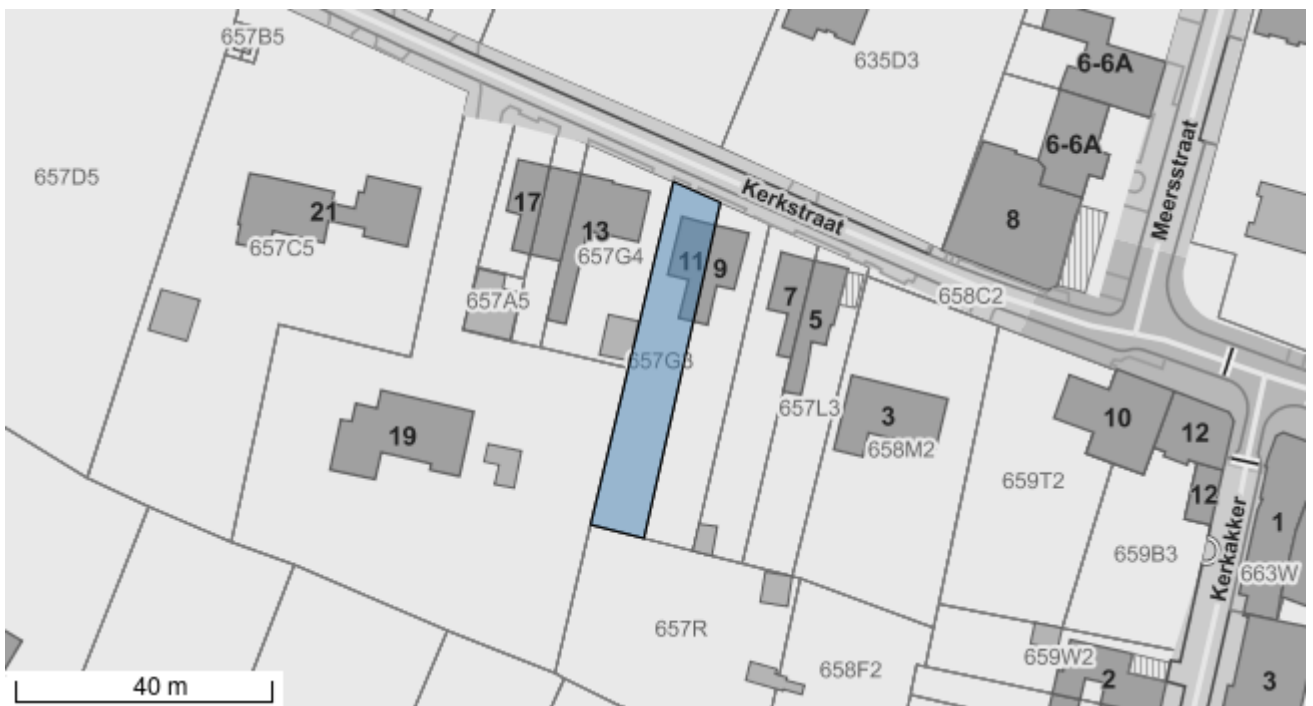 657B5
635D3
6-6A
6-6A
657D5
Kerkstraat
Meersstraat
17
21
13
8
657C5
657G4
11
9
657A5
7
5
658C2
657G3
657L3
3
658M2
10
12
19
659T2
12
1
659B3
Kerkakker
663W
657R
659W2
658F2
2
3
40 m